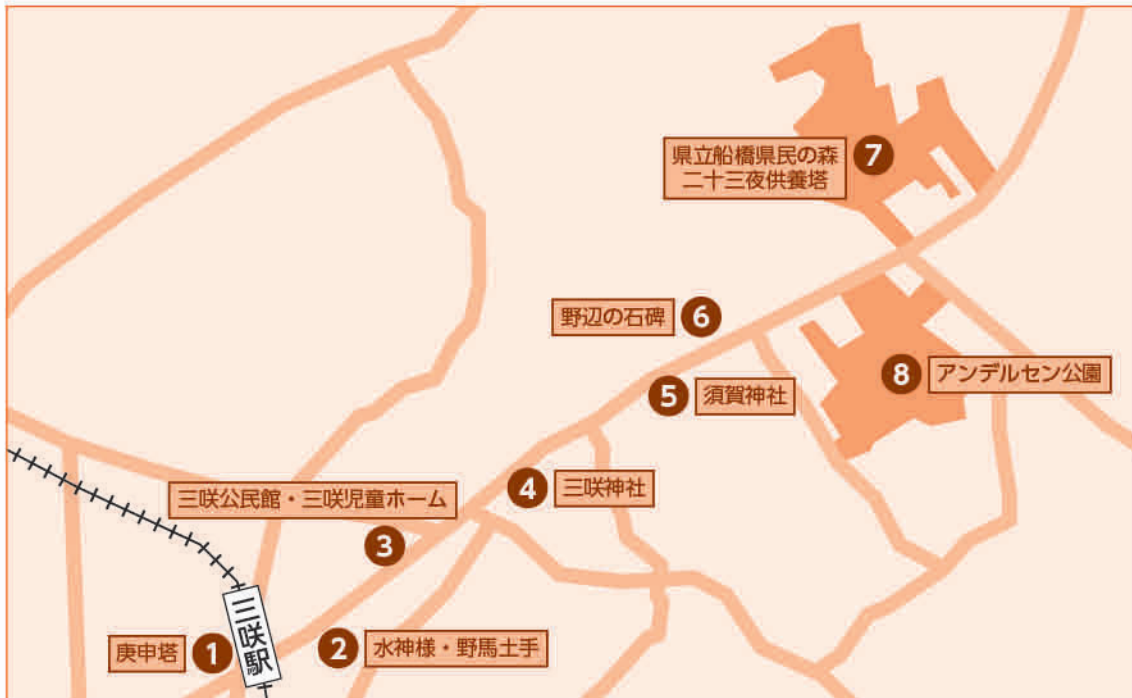 県立船橋県民の森
二十三夜供養塔
7
野辺の石碑
6
8
アンデルセン公園
5
須賀神社
三咲公民館・三咲児童ホーム
4
三咲神社
3
三咲駅
庚申塔
1
2
水神様・野馬土手